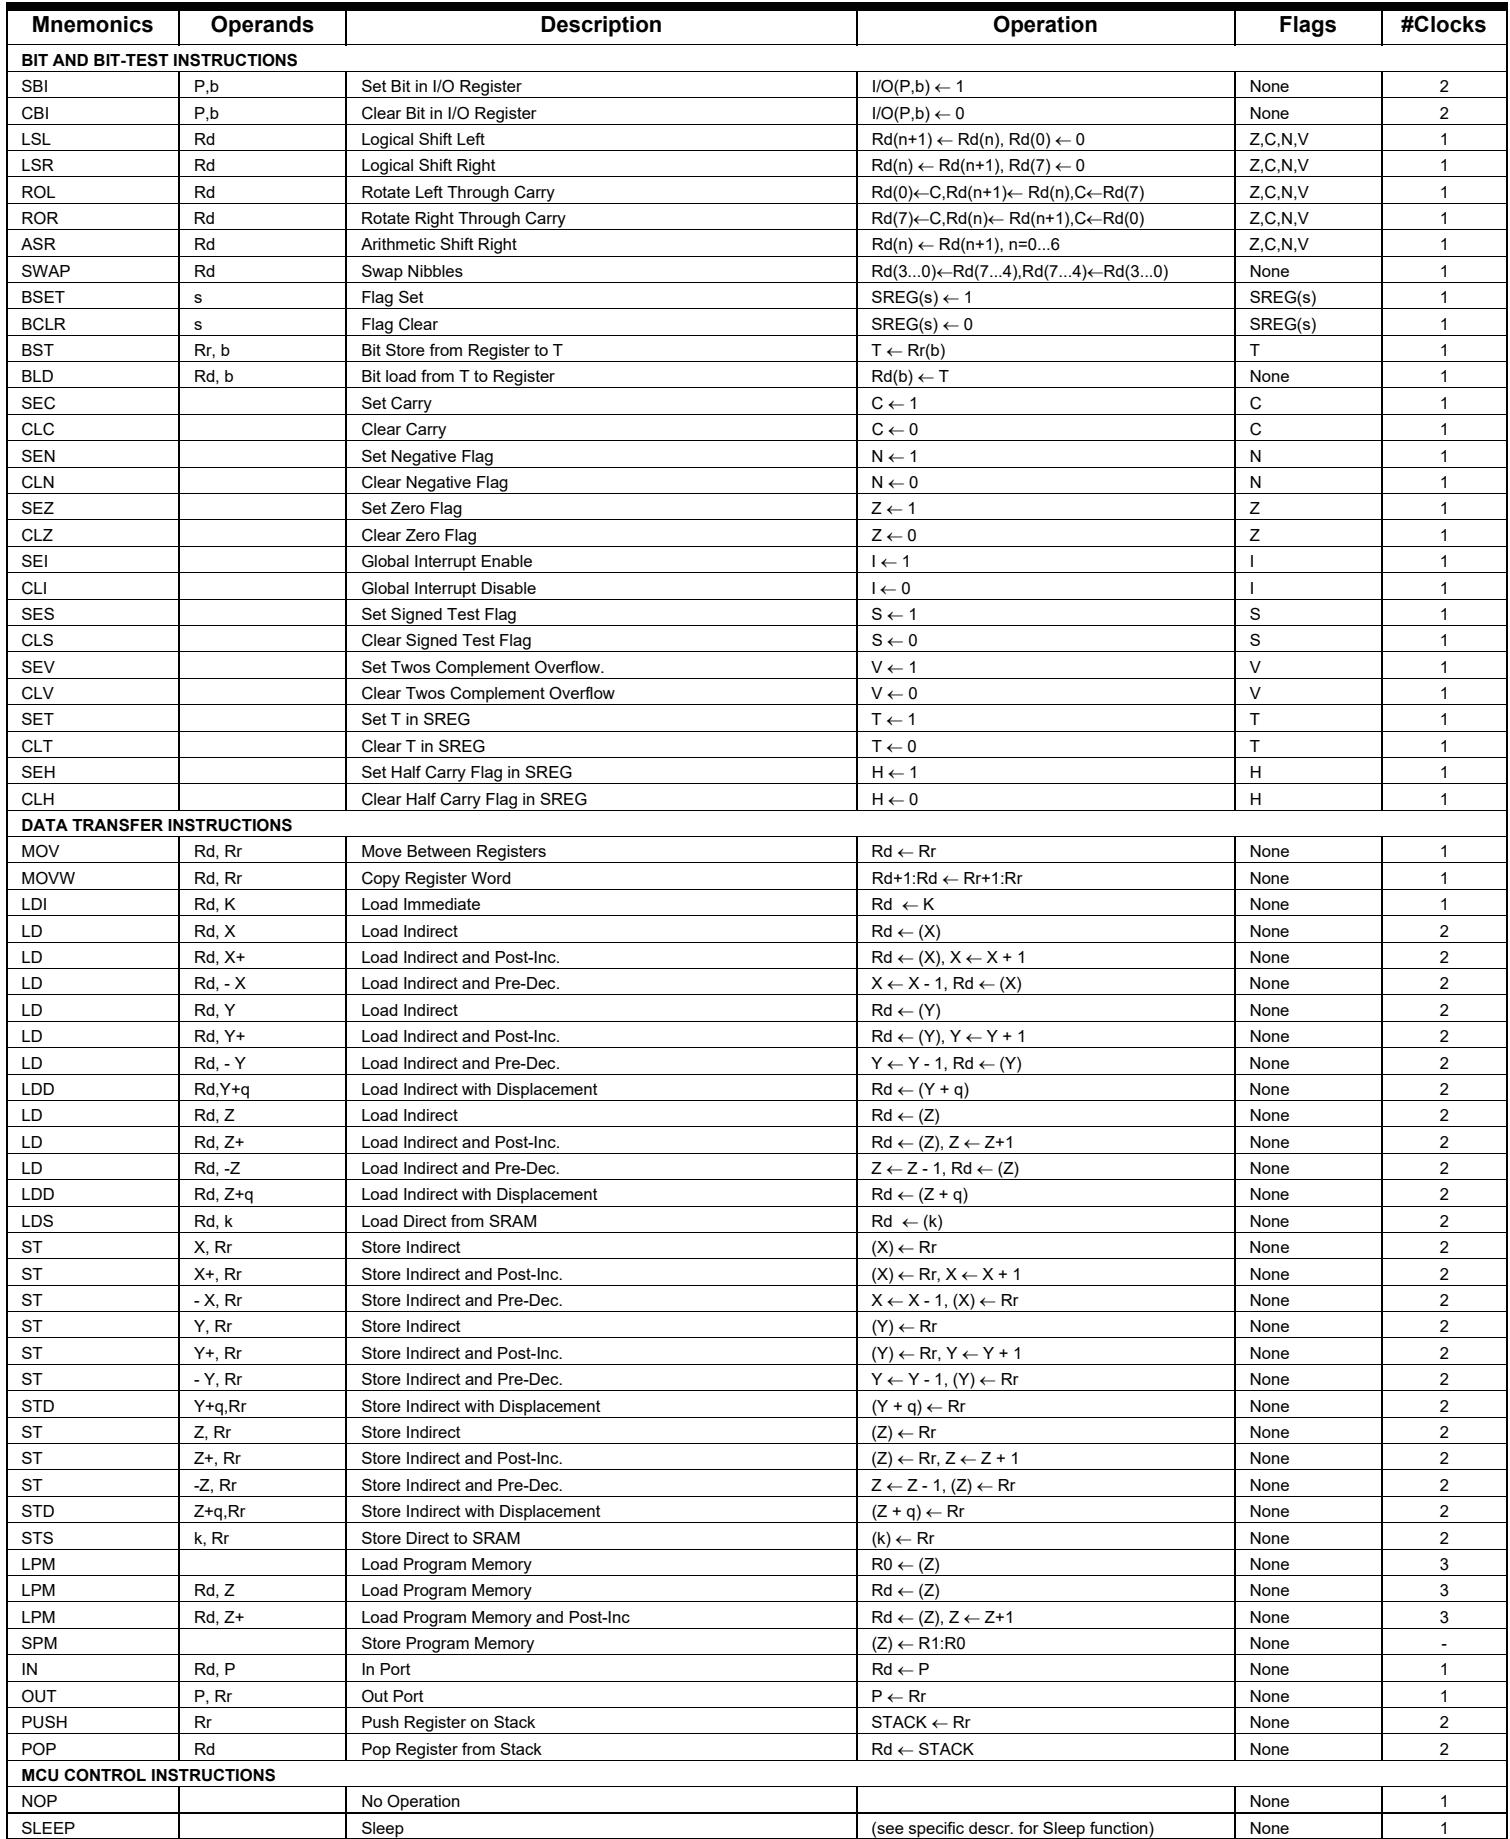 Mnemonics Operands Description Operation Flags #Clocks
BIT AND BIT-TEST INSTRUCTIONS
SBI P,b Set Bit in I/O Register I/O(P,b) ← 1 None 2
CBI P,b Clear Bit in I/O Register I/O(P,b) ← 0 None 2
LSL Rd Logical Shift Left Rd(n+1) ← Rd(n), Rd(0) ← 0 Z,C,N,V 1
LSR Rd Logical Shift Right Rd(n) ← Rd(n+1), Rd(7) ← 0 Z,C,N,V 1
ROL Rd Rotate Left Through Carry Rd(0)←C,Rd(n+1)← Rd(n),C←Rd(7) Z,C,N,V 1
ROR Rd Rotate Right Through Carry Rd(7)←C,Rd(n)← Rd(n+1),C←Rd(0) Z,C,N,V 1
ASR Rd Arithmetic Shift Right Rd(n) ← Rd(n+1), n=0...6 Z,C,N,V 1
SWAP Rd Swap Nibbles Rd(3...0)←Rd(7...4),Rd(7...4)←Rd(3...0) None 1
BSET s Flag Set SREG(s) ← 1 SREG(s) 1
BCLR s Flag Clear SREG(s) ← 0 SREG(s) 1
BST Rr, b Bit Store from Register to T T ← Rr(b) T 1
BLD Rd, b Bit load from T to Register Rd(b) ← T None 1
SEC Set Carry C ← 1 C 1
CLC Clear Carry C ← 0 C 1
SEN Set Negative Flag N ← 1 N 1
CLN Clear Negative Flag N ← 0 N 1
SEZ Set Zero Flag Z ← 1 Z 1
CLZ Clear Zero Flag Z ← 0 Z 1
SEI Global Interrupt Enable I ← 1 I 1
CLI Global Interrupt Disable I ← 0 I 1
SES Set Signed Test Flag S ← 1 S 1
CLS Clear Signed Test Flag S ← 0 S 1
SEV Set Twos Complement Overflow. V ← 1 V 1
CLV Clear Twos Complement Overflow V ← 0 V 1
SET Set T in SREG T ← 1 T 1
CLT Clear T in SREG T ← 0 T 1
SEH Set Half Carry Flag in SREG H ← 1 H 1
CLH Clear Half Carry Flag in SREG H ← 0 H 1
DATA TRANSFER INSTRUCTIONS
MOV Rd, Rr Move Between Registers Rd ← Rr None 1
MOVW Rd, Rr Copy Register Word Rd+1:Rd ← Rr+1:Rr None 1
LDI Rd, K Load Immediate Rd ← K None 1
LD Rd, X Load Indirect Rd ← (X) None 2
LD Rd, X+ Load Indirect and Post-Inc. Rd ← (X), X ← X + 1 None 2
LD Rd, - X Load Indirect and Pre-Dec. X ← X - 1, Rd ← (X) None 2
LD Rd, Y Load Indirect Rd ← (Y) None 2
LD Rd, Y+ Load Indirect and Post-Inc. Rd ← (Y), Y ← Y + 1 None 2
LD Rd, - Y Load Indirect and Pre-Dec. Y ← Y - 1, Rd ← (Y) None 2
LDD Rd,Y+q Load Indirect with Displacement Rd ← (Y + q) None 2
LD Rd, Z Load Indirect Rd ← (Z) None 2
LD Rd, Z+ Load Indirect and Post-Inc. Rd ← (Z), Z ← Z+1 None 2
LD Rd, -Z Load Indirect and Pre-Dec. Z ← Z - 1, Rd ← (Z) None 2
LDD Rd, Z+q Load Indirect with Displacement Rd ← (Z + q) None 2
LDS Rd, k Load Direct from SRAM Rd ← (k) None 2
ST X, Rr Store Indirect (X) ← Rr None 2
ST X+, Rr Store Indirect and Post-Inc. (X) ← Rr, X ← X + 1 None 2
ST - X, Rr Store Indirect and Pre-Dec. X ← X - 1, (X) ← Rr None 2
ST Y, Rr Store Indirect (Y) ← Rr None 2
ST Y+, Rr Store Indirect and Post-Inc. (Y) ← Rr, Y ← Y + 1 None 2
ST - Y, Rr Store Indirect and Pre-Dec. Y ← Y - 1, (Y) ← Rr None 2
STD Y+q,Rr Store Indirect with Displacement (Y + q) ← Rr None 2
ST Z, Rr Store Indirect (Z) ← Rr None 2
ST Z+, Rr Store Indirect and Post-Inc. (Z) ← Rr, Z ← Z + 1 None 2
ST -Z, Rr Store Indirect and Pre-Dec. Z ← Z - 1, (Z) ← Rr None 2
STD Z+q,Rr Store Indirect with Displacement (Z + q) ← Rr None 2
STS k, Rr Store Direct to SRAM (k) ← Rr None 2
LPM Load Program Memory R0 ← (Z) None 3
LPM Rd, Z Load Program Memory Rd ← (Z) None 3
LPM Rd, Z+ Load Program Memory and Post-Inc Rd ← (Z), Z ← Z+1 None 3
SPM Store Program Memory (Z) ← R1:R0 None -
IN Rd, P In Port Rd ← P None 1
OUT P, Rr Out Port P ← Rr None 1
PUSH Rr Push Register on Stack STACK ← Rr None 2
POP Rd Pop Register from Stack Rd ← STACK None 2
MCU CONTROL INSTRUCTIONS
NOP No Operation None 1
SLEEP Sleep (see specific descr. for Sleep function) None 1